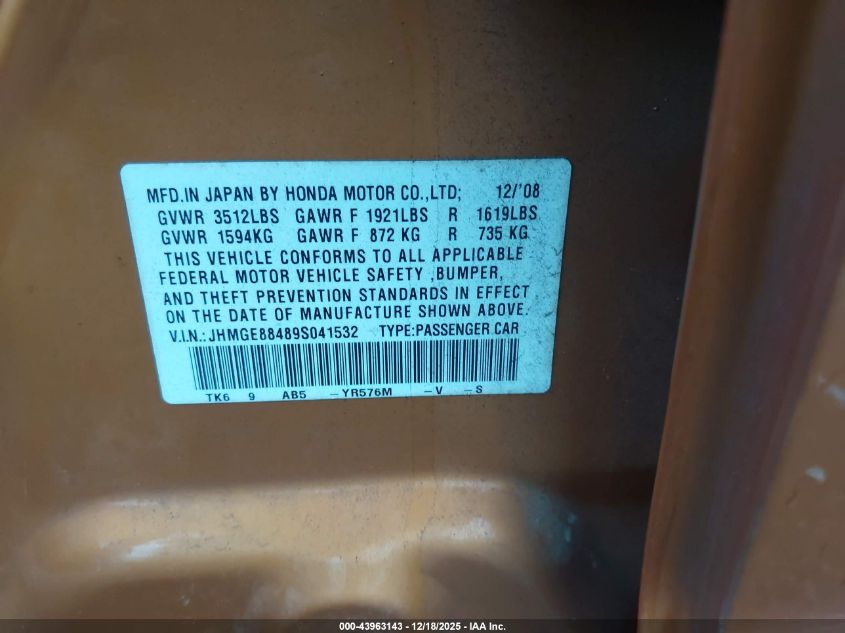 MFD.IN JAPAN BY HONDA MOTOR CO.,LTD; 12/'08
GVWR 3512LBS GAWR F 1921LBS R 1619LBS
GVWR 1594KG GAWR F 872 KG R 735 KG
THIS VEHICLE CONFORMS TO ALL APPLICABLE
FEDERAL MOTOR VEHICLE SAFETY ,BUMPER,
AND THEFT PREVENTION STANDARDS IN EFFECT
ON THE DATE OF MANUFACTURE SHOWN ABOVE.
V.I.N.: JHMGE88489S041532 TYPE:PASSENGER CAR
TK6 9 AB5 -YR576M -V -S
000-43963143 - 12/18/2025 - IAA Inc.